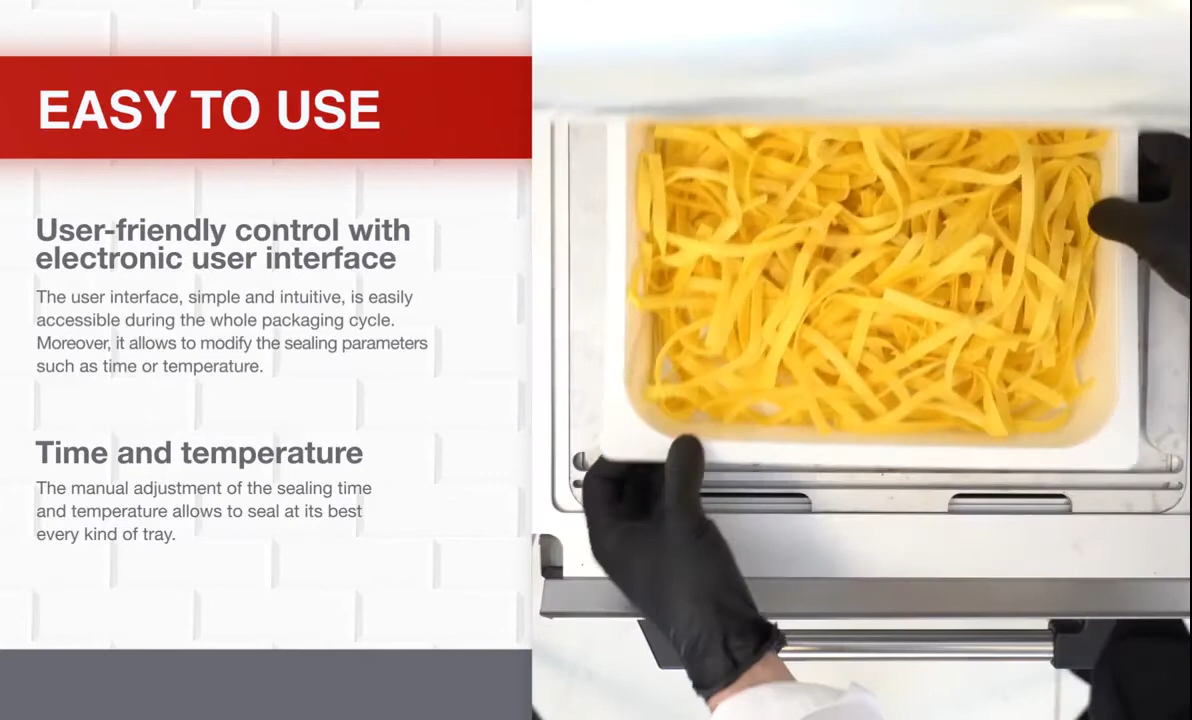 EASY TO USE
User-friendly control with
electronic user interface
The user interface, simple and intuitive, is easily
accessible during the whole packaging cycle.
Moreover, it allows to modify the sealing parameters
such as time or temperature.
Time and temperature
The manual adjustment of the sealing time
and temperature allows to seal at its best
every kind of tray.